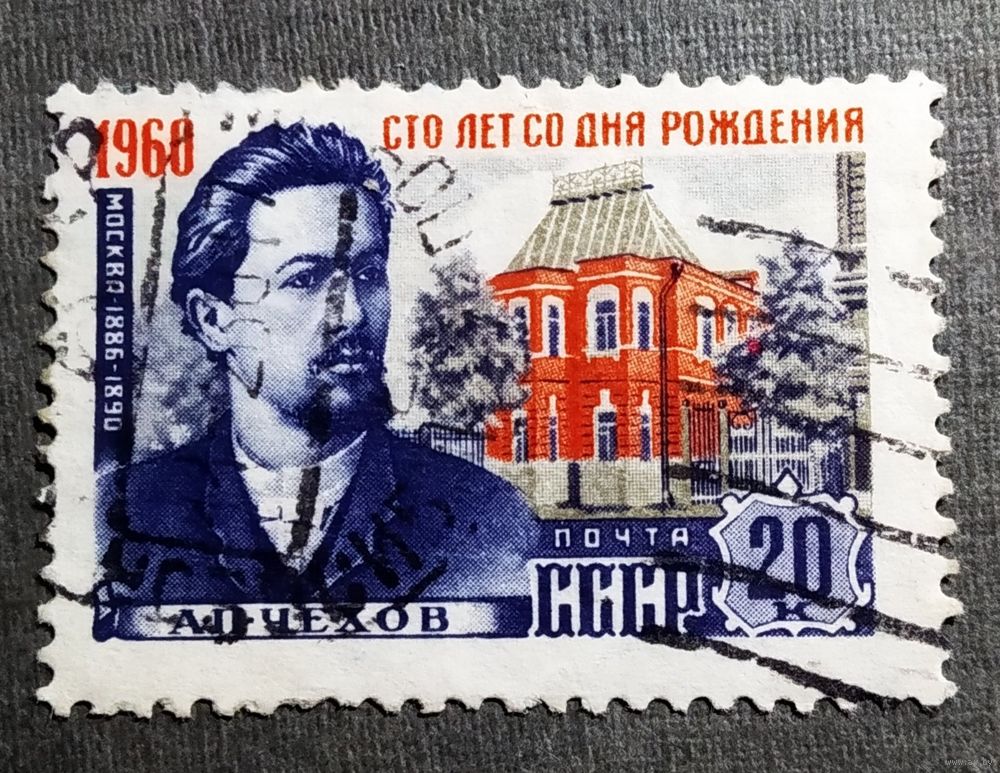 1960
СТО ЛЕТ СО ДНЯ РОЖДЕНИЯ
МОСКВА·1886-1890
ПОЧТА
СССР
20
К
А·П·ЧЕХОВ